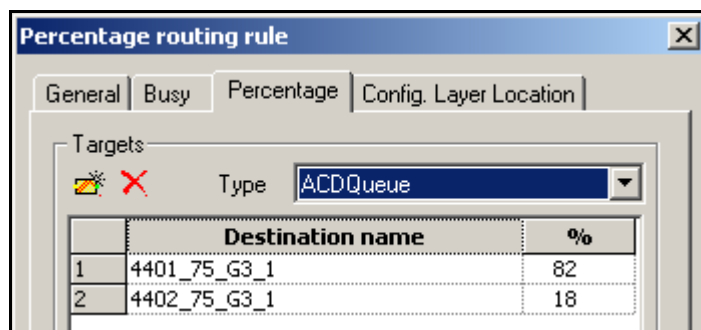 Percentage routing rule
General Busy Percentage Config. Layer Location
Targets
Type ACDQueue
Destination name %
1 4401_75_G3_1 82
2 4402_75_G3_1 18